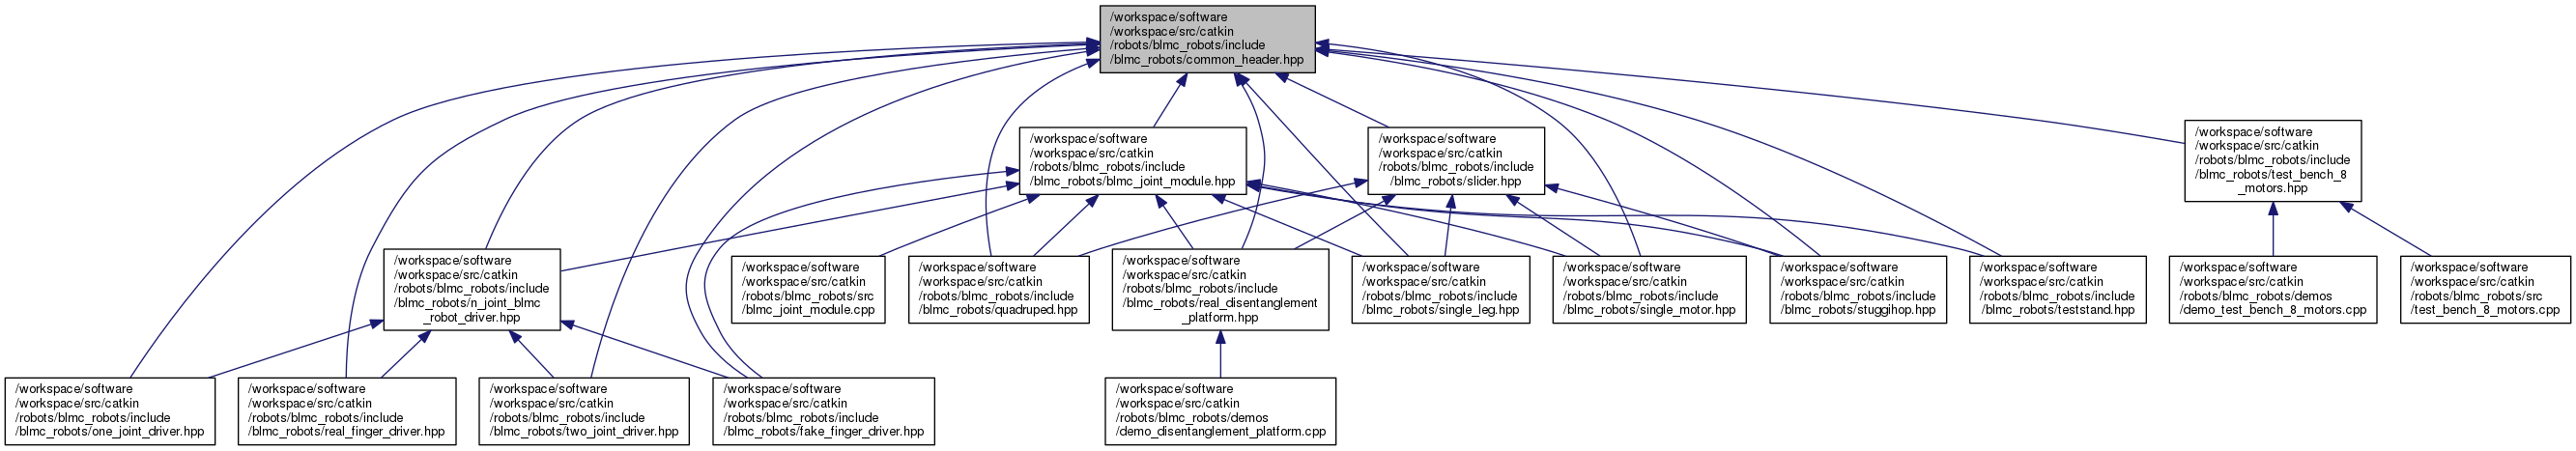 /workspace/software
/workspace/src/catkin
/robots/blmc_robots/include
/blmc_robots/common_header.hpp
/workspace/software
/workspace/src/catkin
/robots/blmc_robots/include
/blmc_robots/blmc_joint_module.hpp
/workspace/software
/workspace/src/catkin
/robots/blmc_robots/include
/blmc_robots/slider.hpp
/workspace/software
/workspace/src/catkin
/robots/blmc_robots/include
/blmc_robots/test_bench_8
_motors.hpp
/workspace/software
/workspace/src/catkin
/robots/blmc_robots/include
/blmc_robots/n_joint_blmc
_robot_driver.hpp
/workspace/software
/workspace/src/catkin
/robots/blmc_robots/src
/blmc_joint_module.cpp
/workspace/software
/workspace/src/catkin
/robots/blmc_robots/include
/blmc_robots/quadruped.hpp
/workspace/software
/workspace/src/catkin
/robots/blmc_robots/include
/blmc_robots/real_disentanglement
_platform.hpp
/workspace/software
/workspace/src/catkin
/robots/blmc_robots/include
/blmc_robots/single_leg.hpp
/workspace/software
/workspace/src/catkin
/robots/blmc_robots/include
/blmc_robots/single_motor.hpp
/workspace/software
/workspace/src/catkin
/robots/blmc_robots/include
/blmc_robots/stuggihop.hpp
/workspace/software
/workspace/src/catkin
/robots/blmc_robots/include
/blmc_robots/teststand.hpp
/workspace/software
/workspace/src/catkin
/robots/blmc_robots/demos
/demo_test_bench_8_motors.cpp
/workspace/software
/workspace/src/catkin
/robots/blmc_robots/src
/test_bench_8_motors.cpp
/workspace/software
/workspace/src/catkin
/robots/blmc_robots/include
/blmc_robots/one_joint_driver.hpp
/workspace/software
/workspace/src/catkin
/robots/blmc_robots/include
/blmc_robots/real_finger_driver.hpp
/workspace/software
/workspace/src/catkin
/robots/blmc_robots/include
/blmc_robots/two_joint_driver.hpp
/workspace/software
/workspace/src/catkin
/robots/blmc_robots/include
/blmc_robots/fake_finger_driver.hpp
/workspace/software
/workspace/src/catkin
/robots/blmc_robots/demos
/demo_disentanglement_platform.cpp